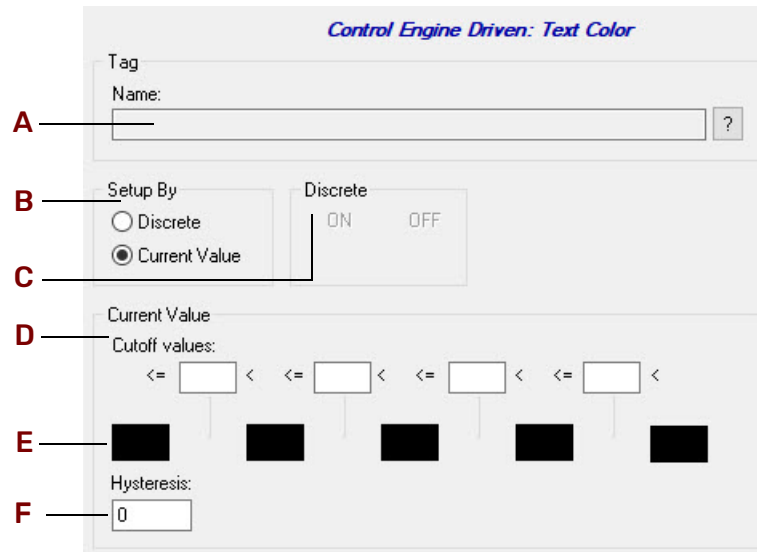 Control Engine Driven: Text Color
Tag
Name:
A
?
B
Setup By
Discrete
Discrete
ON OFF
Current Value
C
Current Value
D
Cutoff values:
<= < <= < <= < <= <
E
Hysteresis:
F
0